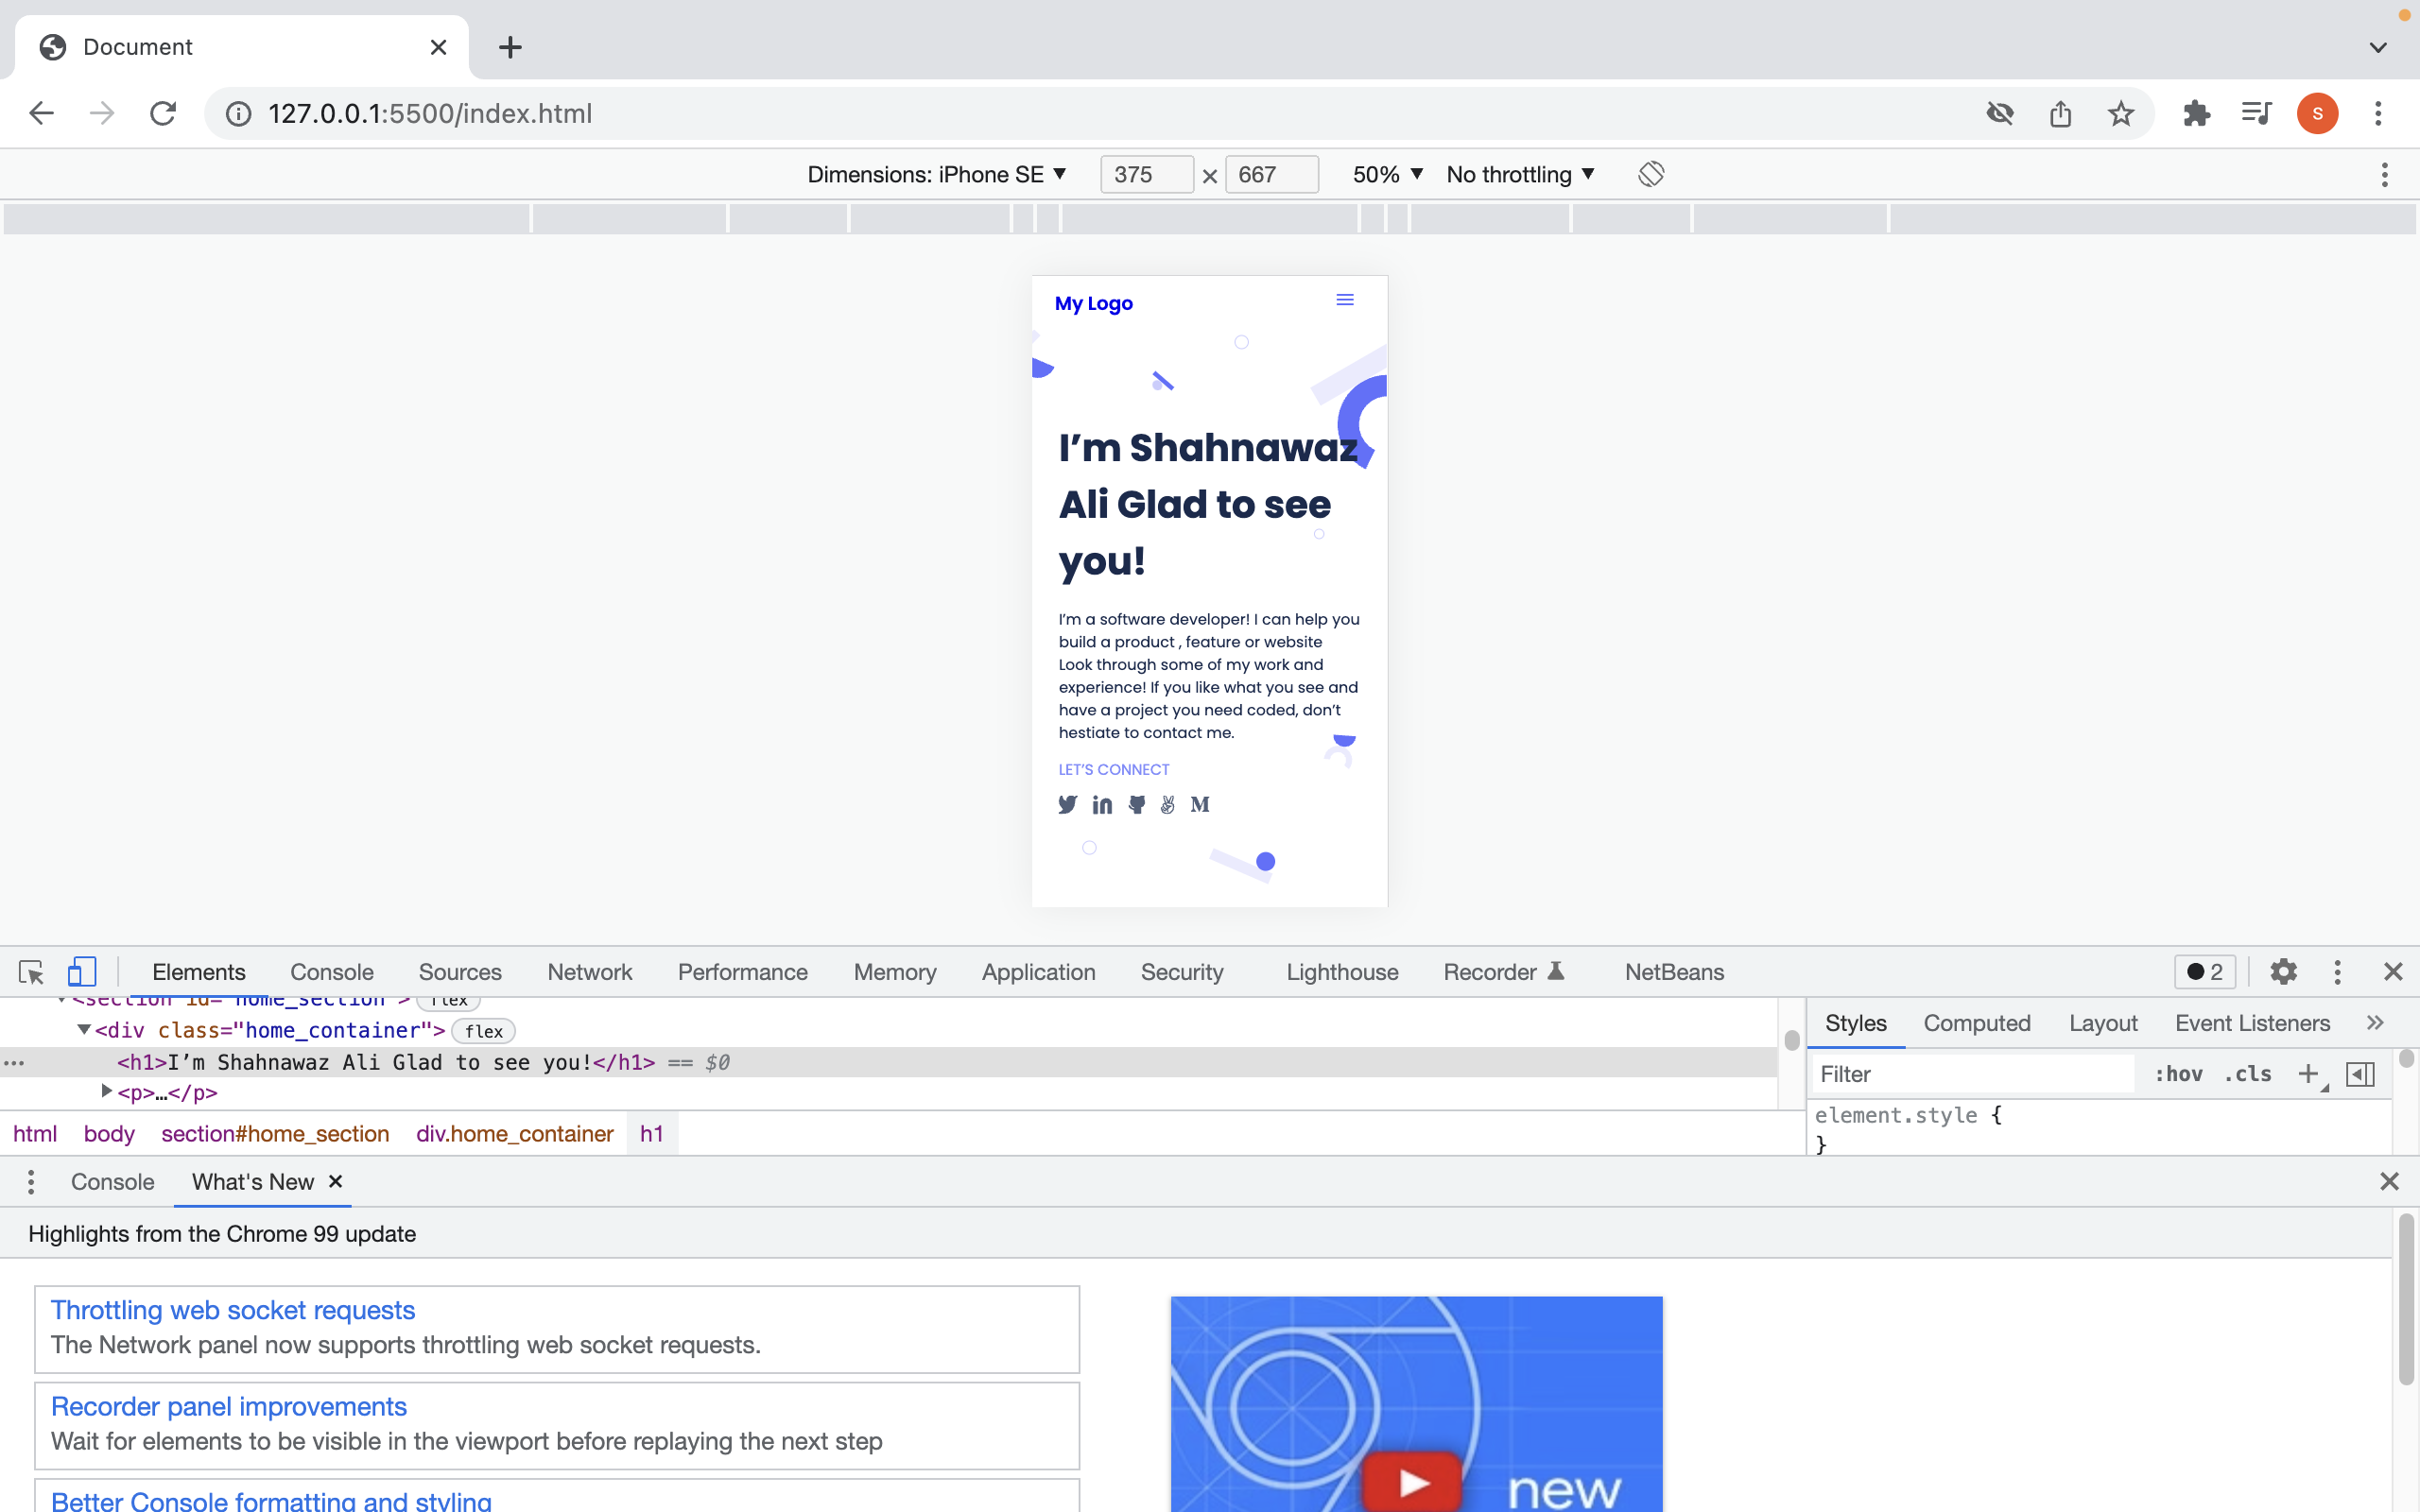 Document
127.0.0.1:5500/index.html
S
Dimensions: iPhone SE 375 × 667 50% No throttling
My Logo
I’m Shahnawaz
Ali Glad to see
you!
I’m a software developer! I can help you
build a product , feature or website
Look through some of my work and
experience! If you like what you see and
have a project you need coded, don’t
hestiate to contact me.
LET’S CONNECT
in M
Elements Console Sources Network Performance Memory Application Security Lighthouse Recorder NetBeans 2
<section id="home_section"> flex
<div class="home_container"> flex
<h1>I’m Shahnawaz Ali Glad to see you!</h1> == $0
<p>…</p>
html body section#home_section div.home_container h1
Styles Computed Layout Event Listeners »
Filter :hov .cls +
element.style {
}
Console What's New
Highlights from the Chrome 99 update
Throttling web socket requests
The Network panel now supports throttling web socket requests.
Recorder panel improvements
Wait for elements to be visible in the viewport before replaying the next step
Better Console formatting and styling
new